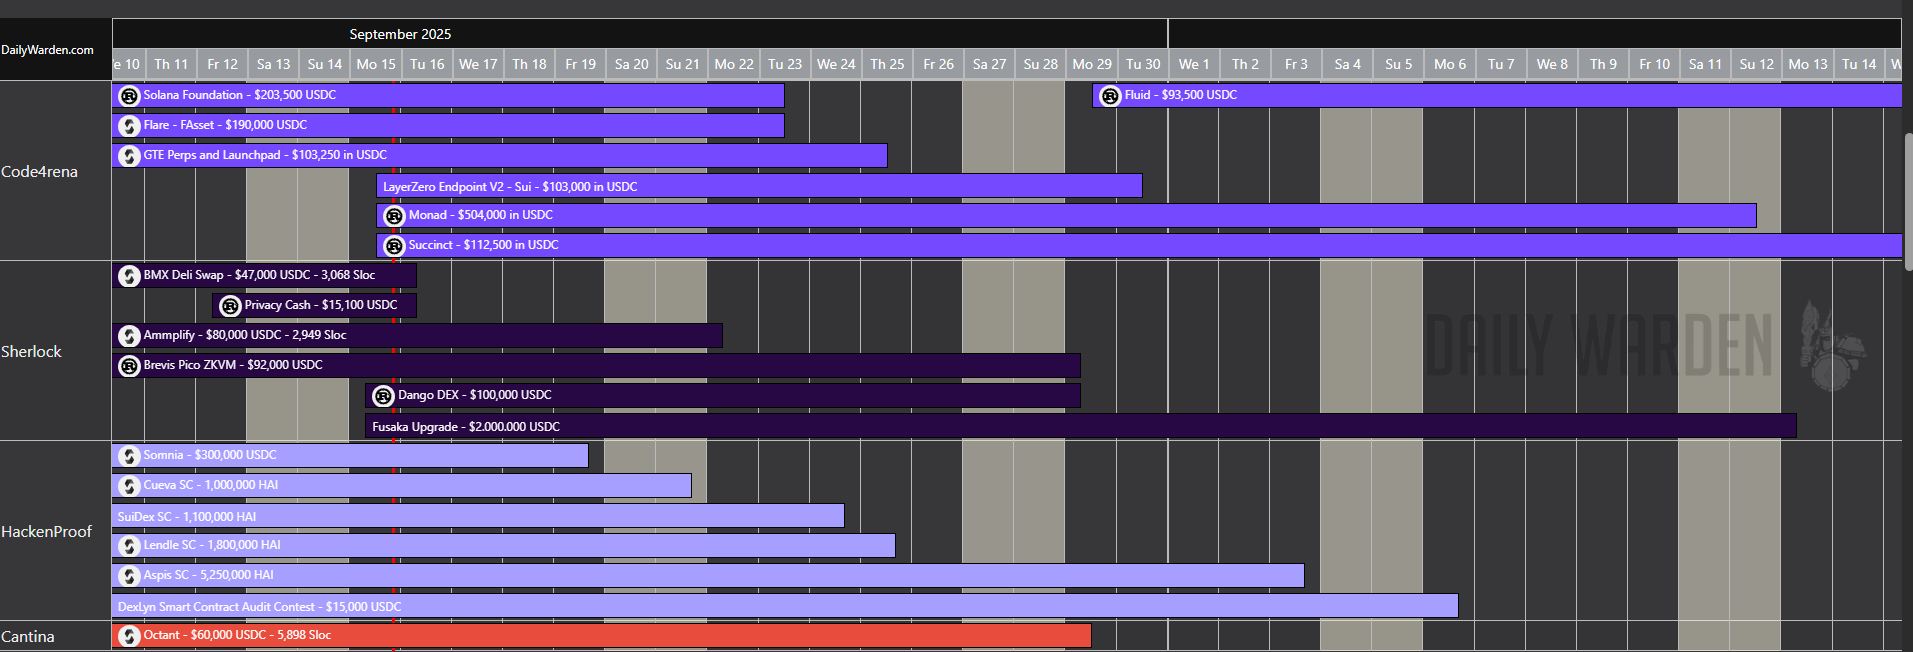 September 2025
DailyWarden.com
e 10 Th 11 Fr 12 Sa 13 Su 14 Mo 15 Tu 16 We 17 Th 18 Fr 19 Sa 20 Su 21 Mo 22 Tu 23 We 24 Th 25 Fr 26 Sa 27 Su 28 Mo 29 Tu 30 We 1 Th 2 Fr 3 Sa 4 Su 5 Mo 6 Tu 7 We 8 Th 9 Fr 10 Sa 11 Su 12 Mo 13 Tu 14 W
Code4rena
Solana Foundation - $203,500 USDC
Fluid - $93,500 USDC
Flare - FAsset - $190,000 USDC
GTE Perps and Launchpad - $103,250 in USDC
LayerZero Endpoint V2 - Sui - $103,000 in USDC
Monad - $504,000 in USDC
Succinct - $112,500 in USDC
Sherlock
BMX Deli Swap - $47,000 USDC - 3,068 Sloc
Privacy Cash - $15,100 USDC
Ammplify - $80,000 USDC - 2,949 Sloc
Brevis Pico ZKVM - $92,000 USDC
Dango DEX - $100,000 USDC
Fusaka Upgrade - $2.000.000 USDC
DAILY WARDEN
HackenProof
Somnia - $300,000 USDC
Cueva SC - 1,000,000 HAI
SuiDex SC - 1,100,000 HAI
Lendle SC - 1,800,000 HAI
Aspis SC - 5,250,000 HAI
DexLyn Smart Contract Audit Contest - $15,000 USDC
Cantina
Octant - $60,000 USDC - 5,898 Sloc